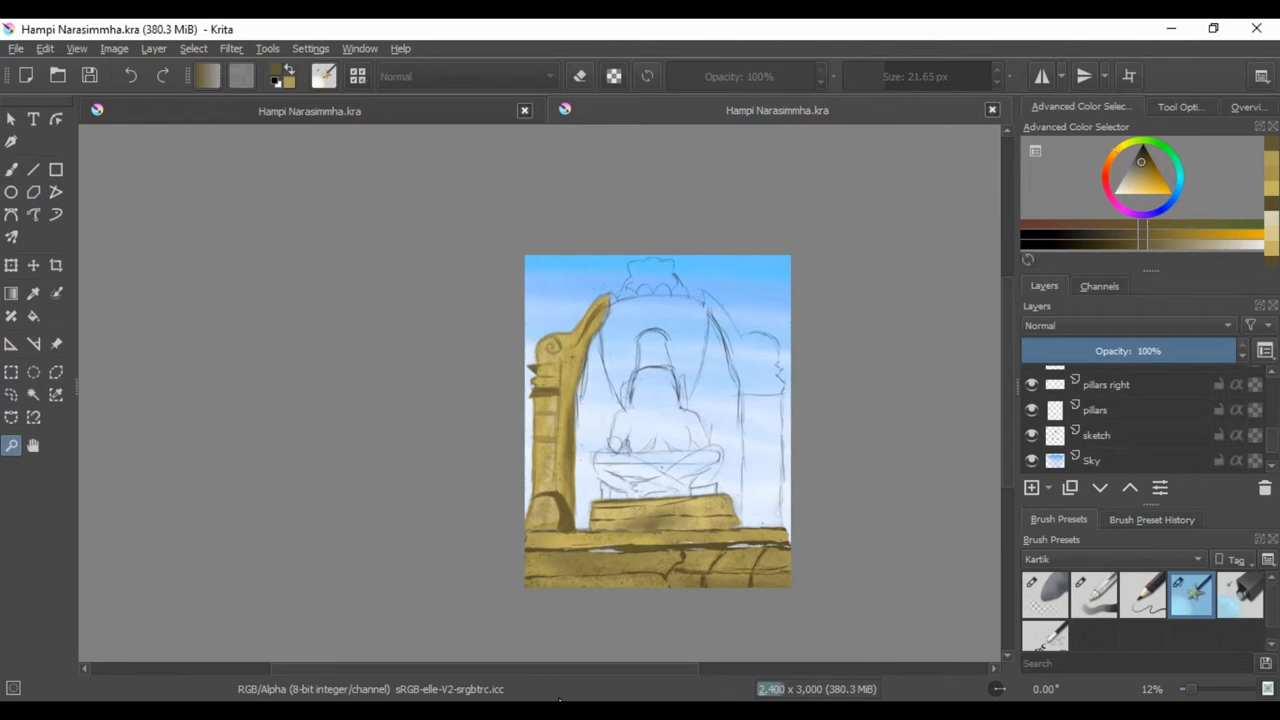 Hampi Narasimmha.kra (380.3 MiB) - Krita
File Edit View Image Layer Select Filter Tools Settings Window Help
Normal
Opacity: 100%
Size: 21.65 px
Hampi Narasimmha.kra
Hampi Narasimmha.kra
Advanced Color Selec...
Tool Opti...
Overvi...
Advanced Color Selector
Layers
Channels
Layers
Normal
Opacity: 100%
pillars right
pillars
sketch
Sky
Brush Presets
Brush Preset History
Brush Presets
Kartik
Tag
Search
RGB/Alpha (8-bit integer/channel) sRGB-elle-V2-srgbtrc.icc
2,400 x 3,000 (380.3 MiB)
0.00°
12%